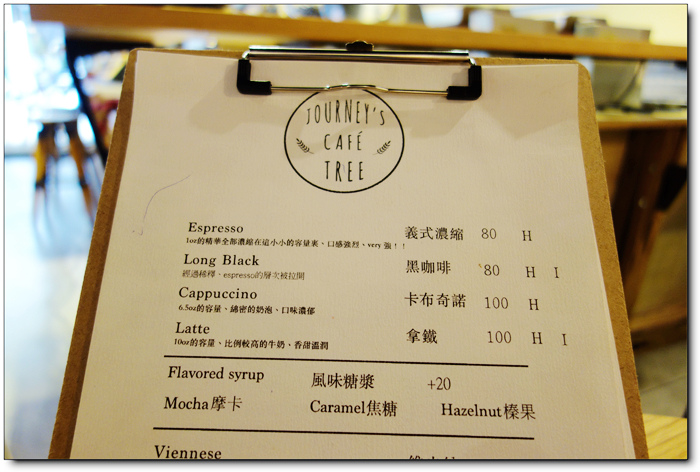 JOURNEY'S
CAFÉ
TREE
Espresso 義式濃縮 80 H
1oz的精華全部濃縮在這小小的容量裏、口感強烈、very 強！！
Long Black 黑咖啡 80 H I
經過稀釋，espresso的層次被拉開
Cappuccino 卡布奇諾 100 H
6.5oz的容量、綿密的奶泡、口味濃郁
Latte 拿鐵 100 H I
10oz的容量、比例較高的牛奶、香甜溫潤
Flavored syrup 風味糖漿 +20
Mocha摩卡 Caramel焦糖 Hazelnut榛果
Viennese